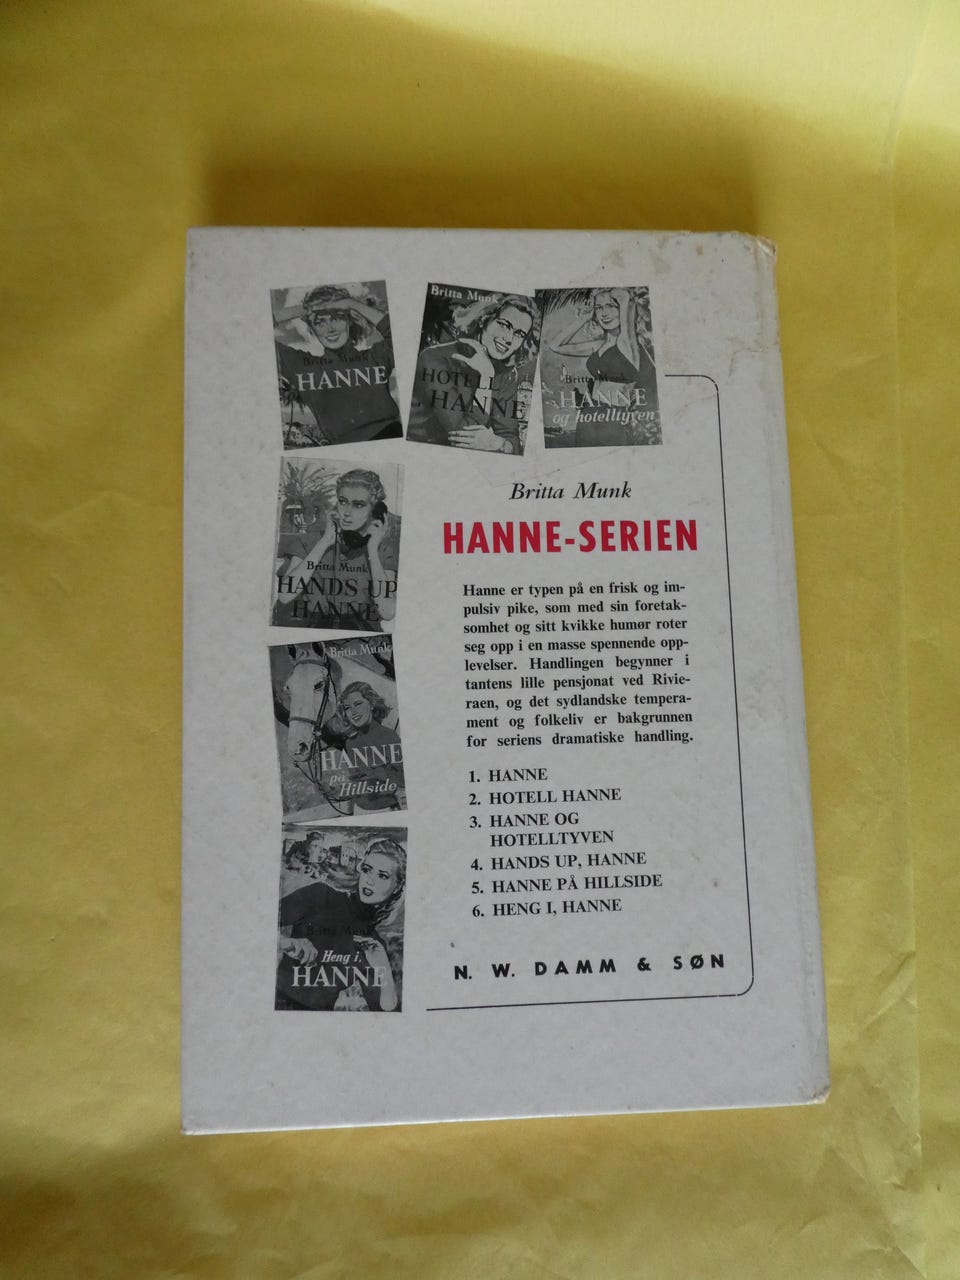 Britta Munk
HANNE
Britta Munk
HOTELL
HANNE
Britta Munk
HANNE
og hotelltyven
Britta Munk
HANDS UP
HANNE
Britta Munk
HANNE
på
Hillside
Britta Munk
Heng i,
HANNE
Britta Munk
HANNE-SERIEN
Hanne er typen på en frisk og im-
pulsiv pike, som med sin foretak-
somhet og sitt kvikke humør roter
seg opp i en masse spennende opp-
levelser. Handlingen begynner i
tantens lille pensjonat ved Rivie-
raen, og det sydlandske tempera-
ment og folkeliv er bakgrunnen
for seriens dramatiske handling.
1. HANNE
2. HOTELL HANNE
3. HANNE OG
HOTELLTYVEN
4. HANDS UP, HANNE
5. HANNE PÅ HILLSIDE
6. HENG I, HANNE
N. W. DAMM & SØN